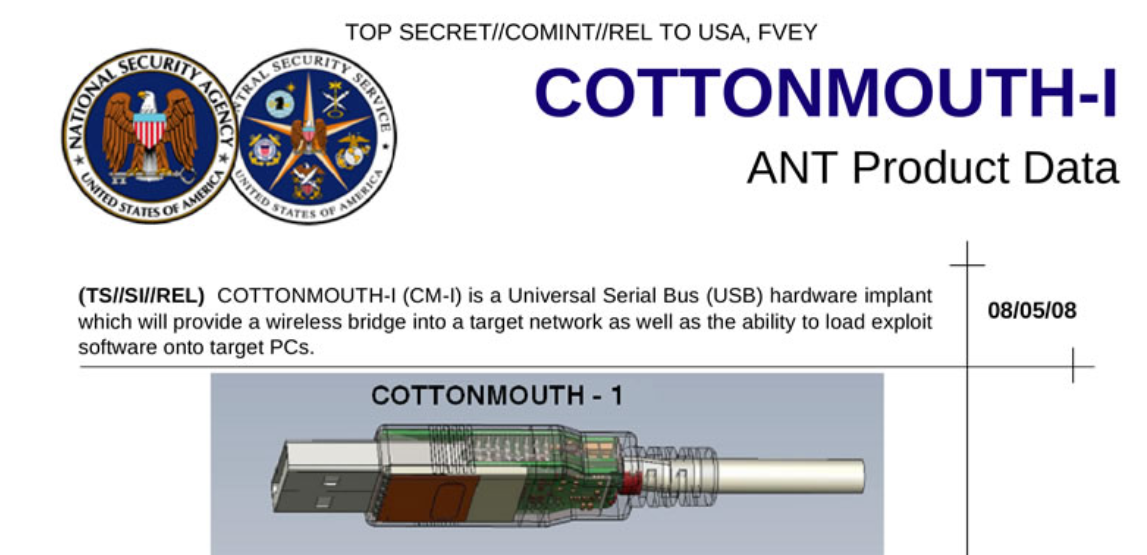 TOP SECRET//COMINT//REL TO USA, FVEY
NATIONAL SECURITY AGENCY
UNITED STATES OF AMERICA
TRAL SECURITY SERVICE
UNITED STATES OF AMERICA
COTTONMOUTH-I
ANT Product Data
(TS//SI//REL) COTTONMOUTH-I (CM-I) is a Universal Serial Bus (USB) hardware implant
which will provide a wireless bridge into a target network as well as the ability to load exploit
software onto target PCs.
08/05/08
COTTONMOUTH - 1